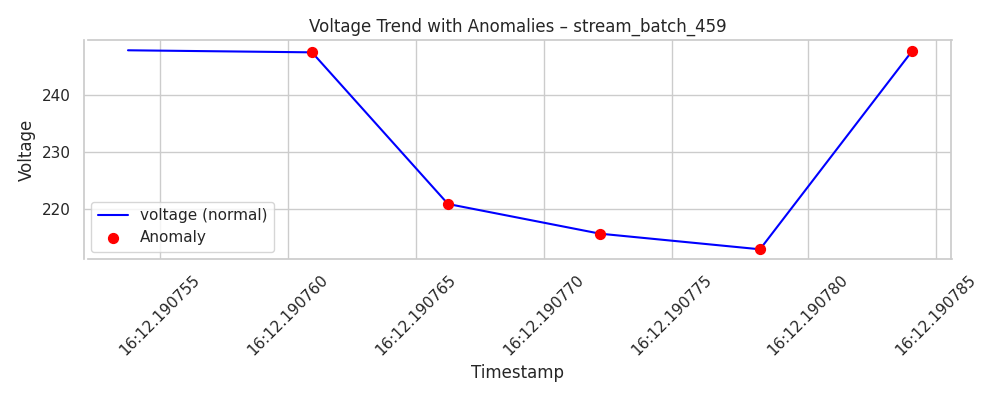 Voltage Trend with Anomalies – stream_batch_459
Voltage
240
230
220
voltage (normal)
Anomaly
16:12.190755
16:12.190760
16:12.190765
16:12.190770
16:12.190775
16:12.190780
16:12.190785
Timestamp